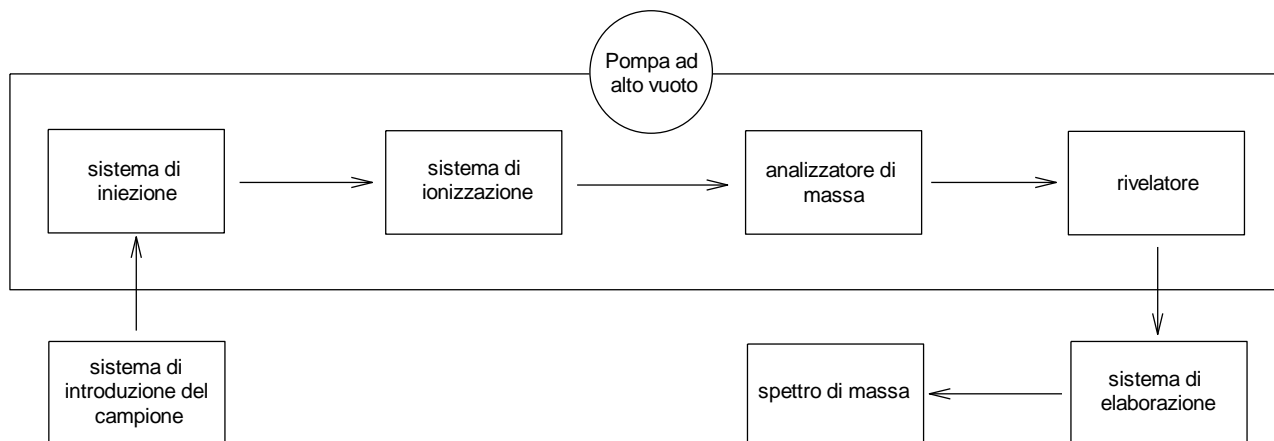 Pompa ad
alto vuoto
sistema di
iniezione
sistema di
ionizzazione
analizzatore di
massa
rivelatore
sistema di
introduzione del
campione
spettro di massa
sistema di
elaborazione